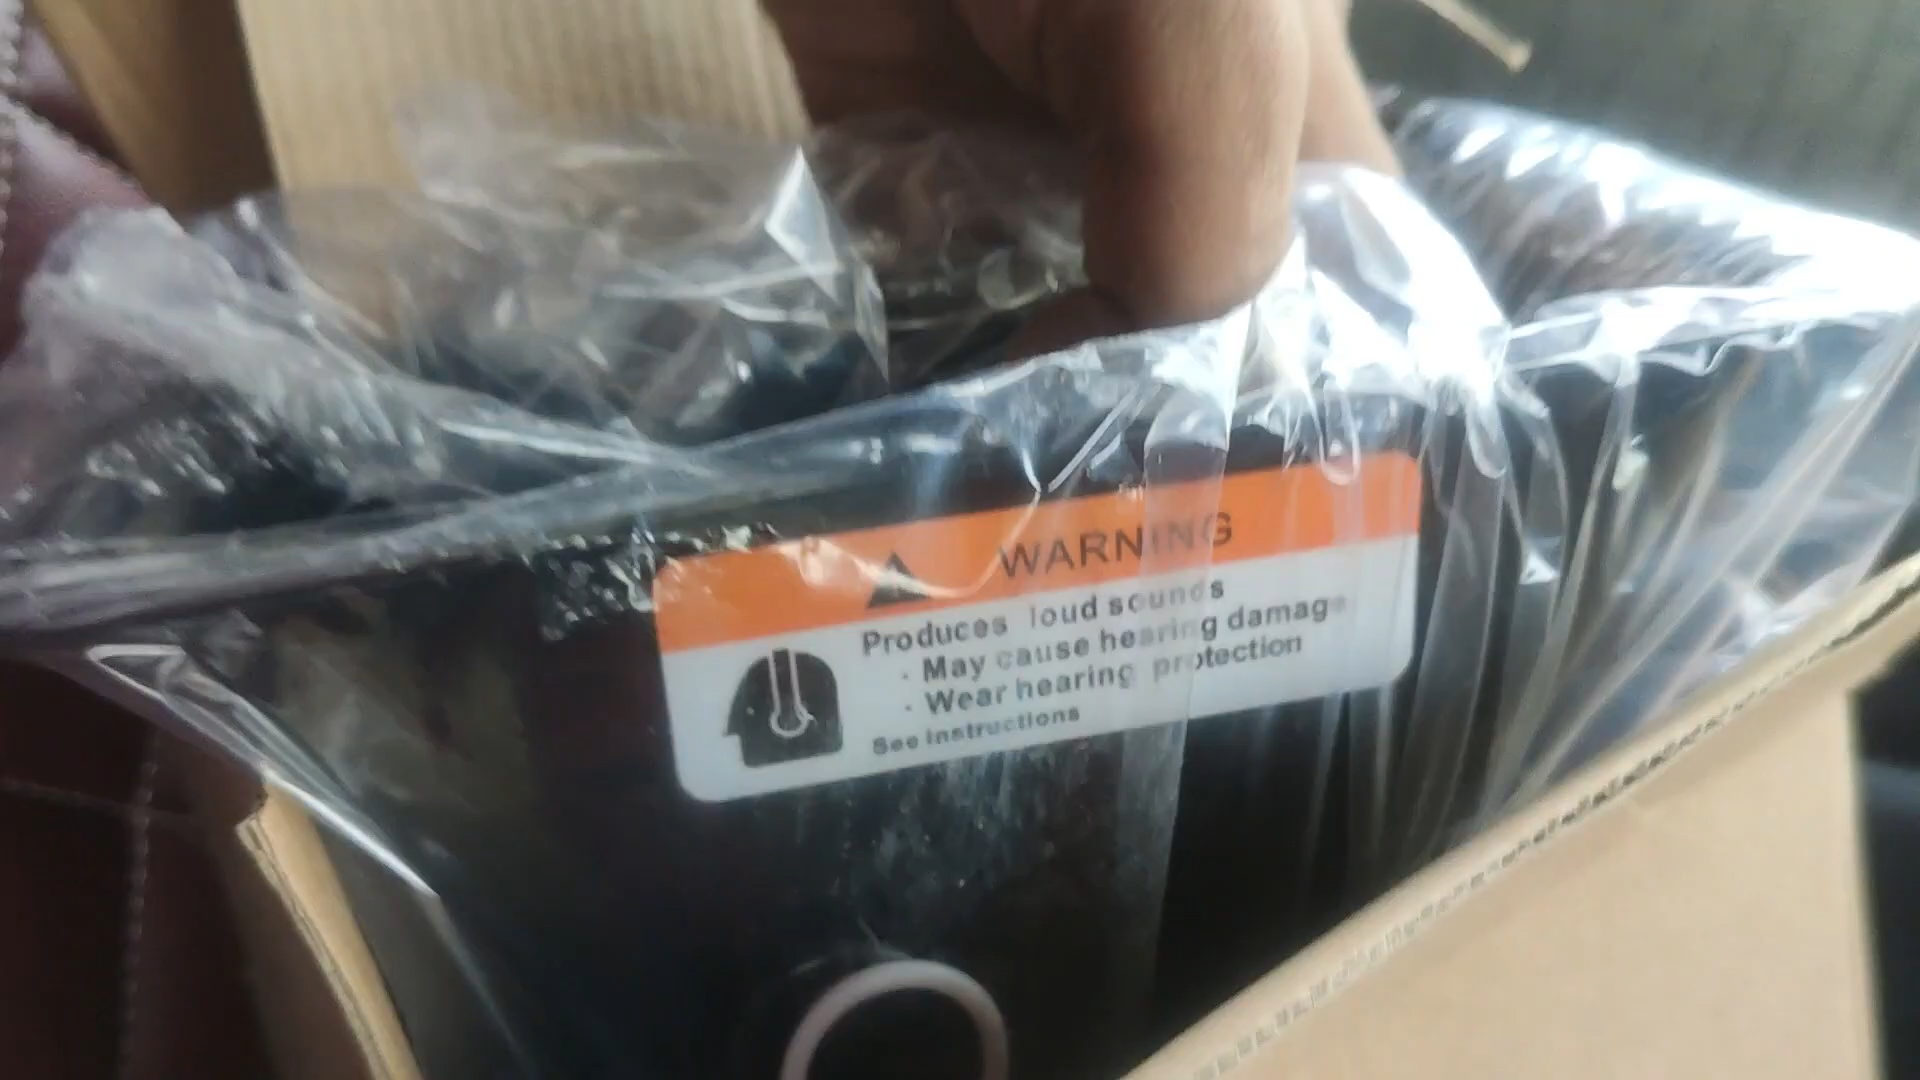 WARNING
Produces loud sounds
· May cause hearing damage
· Wear hearing protection
See instructions